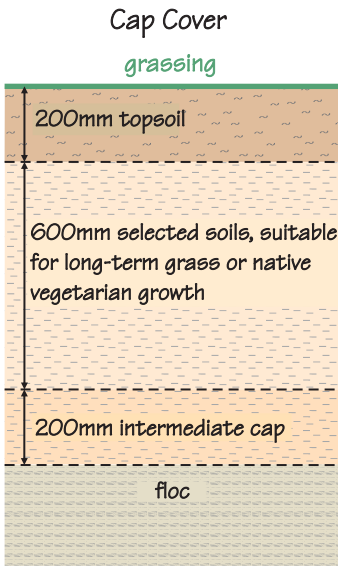 Cap Cover
grassing
200mm topsoil
600mm selected soils, suitable
for long-term grass or native
vegetarian growth
200mm intermediate cap
floc